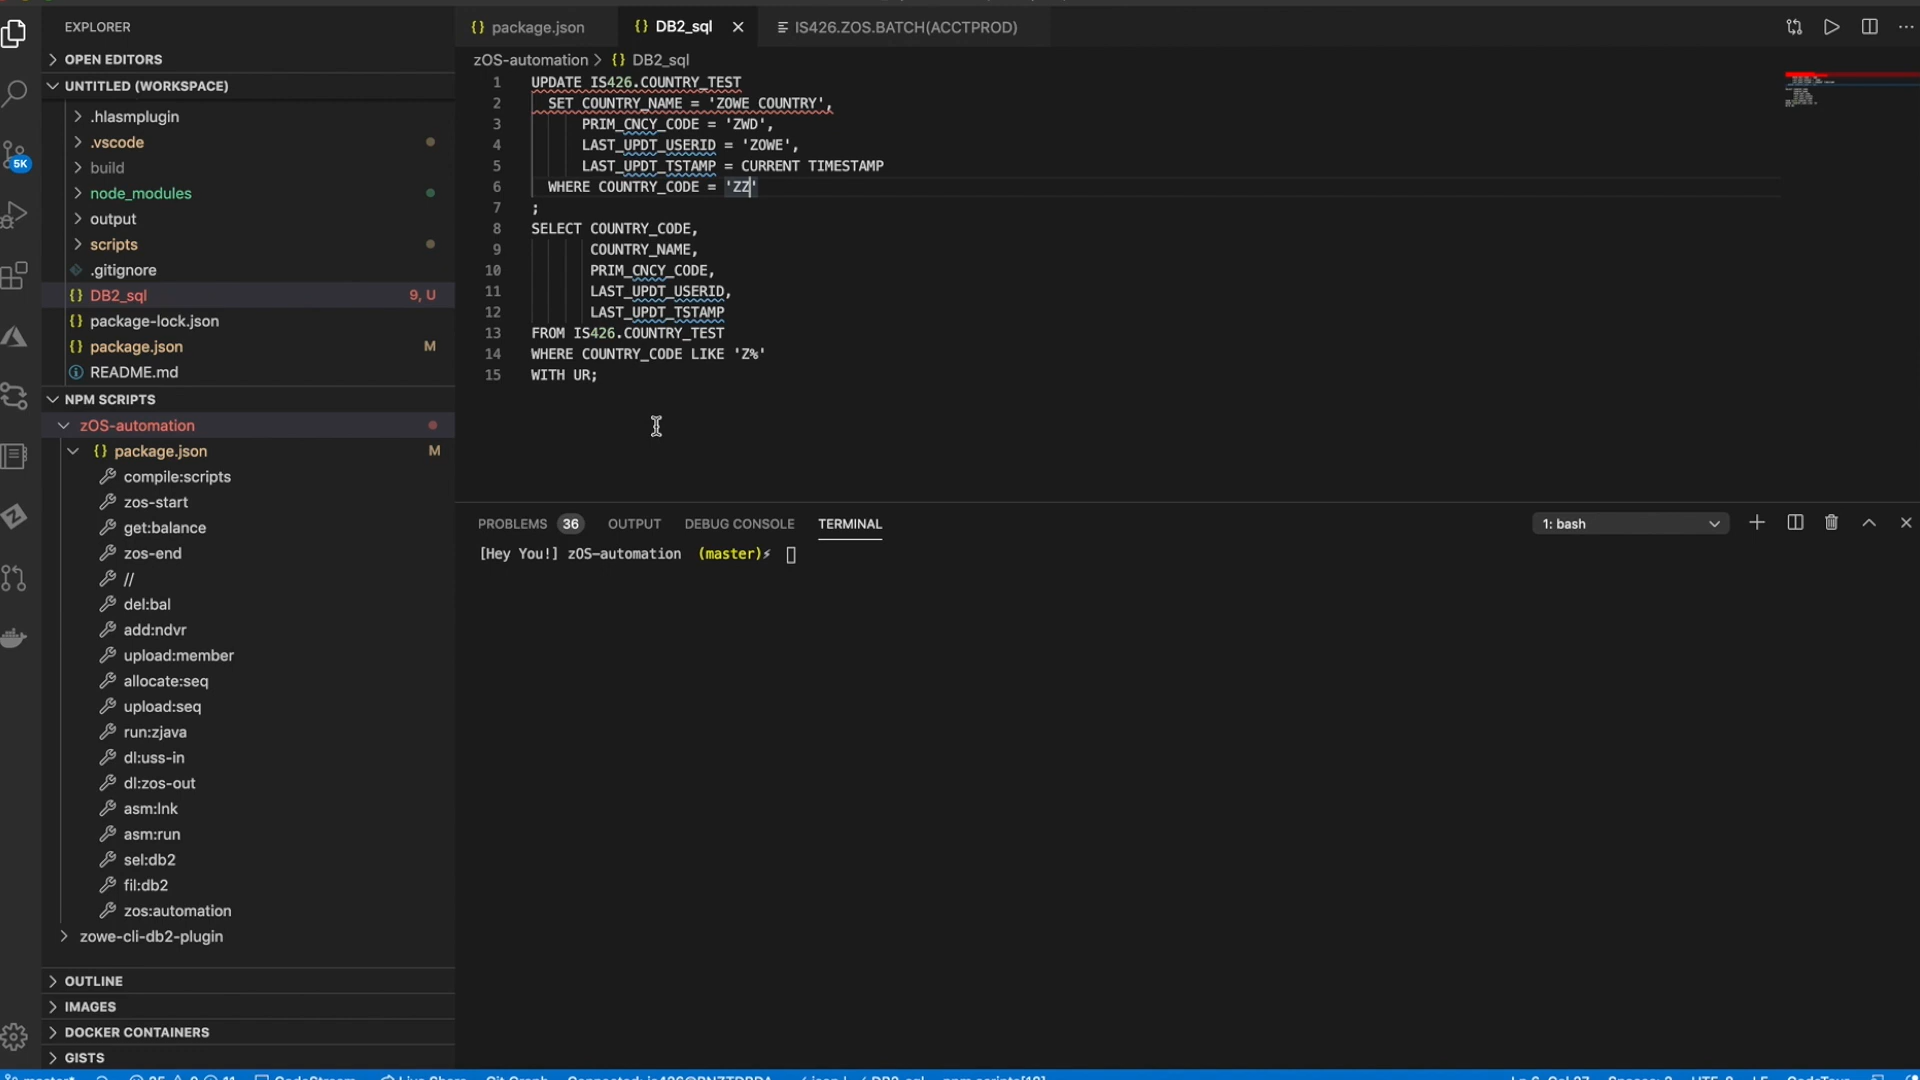 EXPLORER
OPEN EDITORS
UNTITLED (WORKSPACE)
.hlasmplugin
.vscode
build
node_modules
output
scripts
.gitignore
DB2_sql 9, U
package-lock.json
package.json M
README.md
NPM SCRIPTS
zOS-automation
package.json M
compile:scripts
zos-start
get:balance
zos-end
//
del:bal
add:ndvr
upload:member
allocate:seq
upload:seq
run:zjava
dl:uss-in
dl:zos-out
asm:lnk
asm:run
sel:db2
fil:db2
zos:automation
zowe-cli-db2-plugin
OUTLINE
IMAGES
DOCKER CONTAINERS
GISTS
5K
package.json
DB2_sql
IS426.ZOS.BATCH(ACCTPROD)
zOS-automation > {} DB2_sql
1 UPDATE IS426.COUNTRY_TEST
2 SET COUNTRY_NAME = 'ZOWE COUNTRY',
3 PRIM_CNCY_CODE = 'ZWD',
4 LAST_UPDT_USERID = 'ZOWE',
5 LAST_UPDT_TSTAMP = CURRENT TIMESTAMP
6 WHERE COUNTRY_CODE = 'ZZ'
7 ;
8 SELECT COUNTRY_CODE,
9 COUNTRY_NAME,
10 PRIM_CNCY_CODE,
11 LAST_UPDT_USERID,
12 LAST_UPDT_TSTAMP
13 FROM IS426.COUNTRY_TEST
14 WHERE COUNTRY_CODE LIKE 'Z%'
15 WITH UR;
PROBLEMS 36 OUTPUT DEBUG CONSOLE TERMINAL
1: bash
[Hey You!] zOS-automation (master)⚡